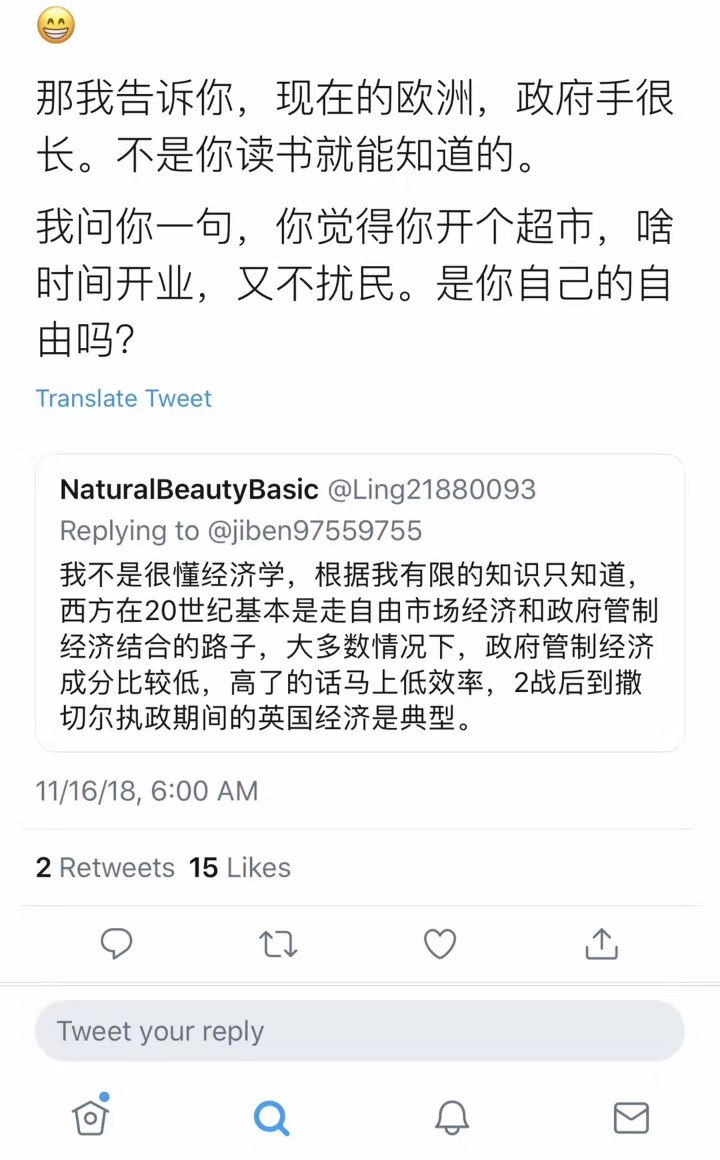 😁
那我告诉你，现在的欧洲，政府手很
长。不是你读书就能知道的。
我问你一句，你觉得你开个超市，啥
时间开业，又不扰民。是你自己的自
由吗？
Translate Tweet
NaturalBeautyBasic @Ling21880093
Replying to @jiben97559755
我不是很懂经济学，根据我有限的知识只知道，
西方在20世纪基本是走自由市场经济和政府管制
经济结合的路子，大多数情况下，政府管制经济
成分比较低，高了的话马上低效率，2战后到撒
切尔执政期间的英国经济是典型。
11/16/18, 6:00 AM
2 Retweets 15 Likes
Tweet your reply